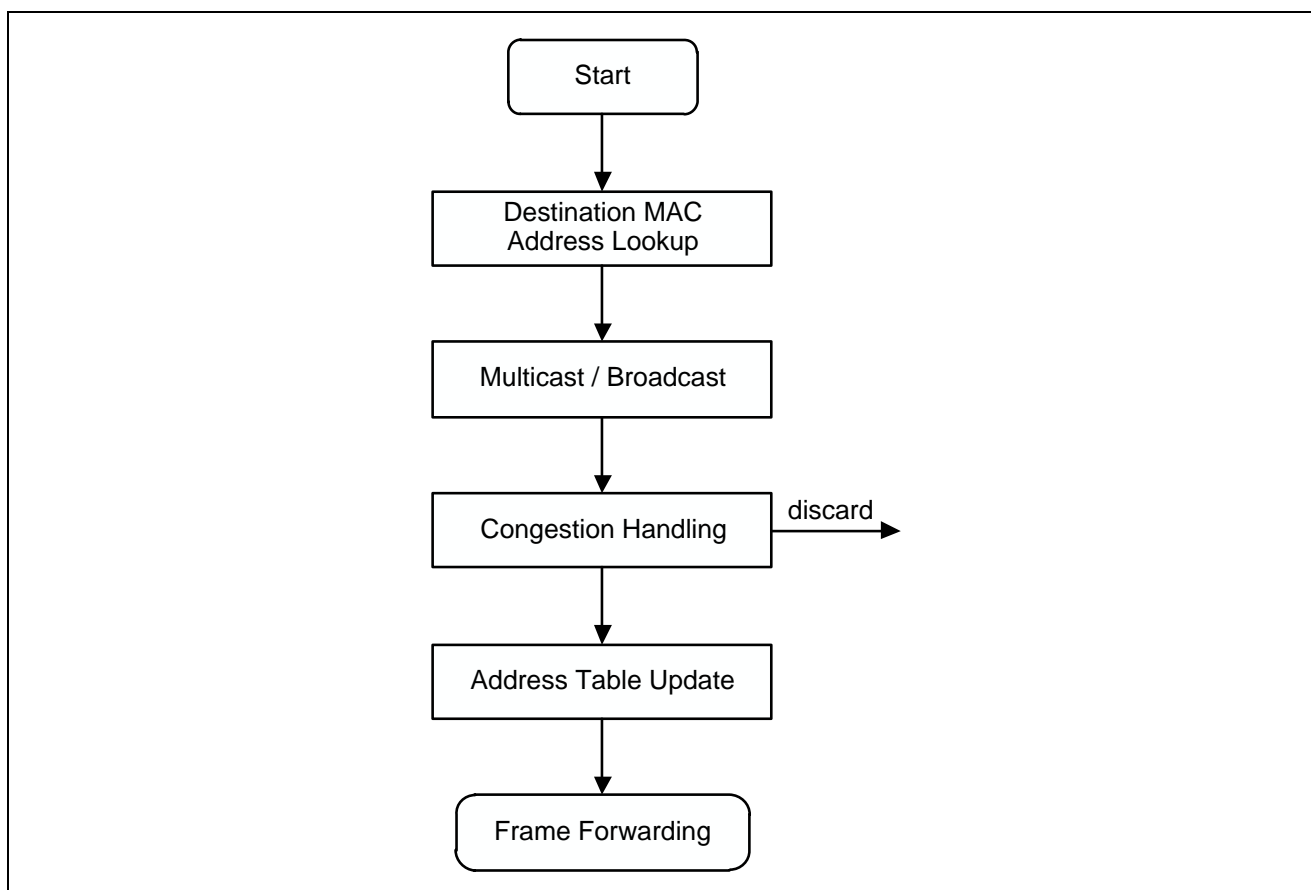 Start
Destination MAC
Address Lookup
Multicast / Broadcast
Congestion Handling
discard
Address Table Update
Frame Forwarding